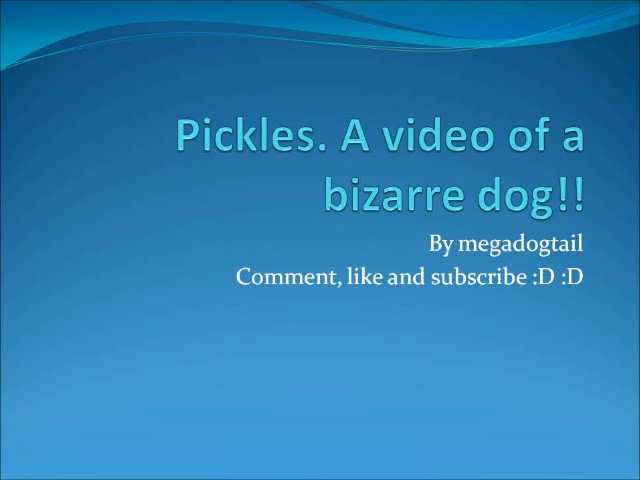 Pickles. A video of a
bizarre dog!!
By megadogtail
Comment, like and subscribe :D :D